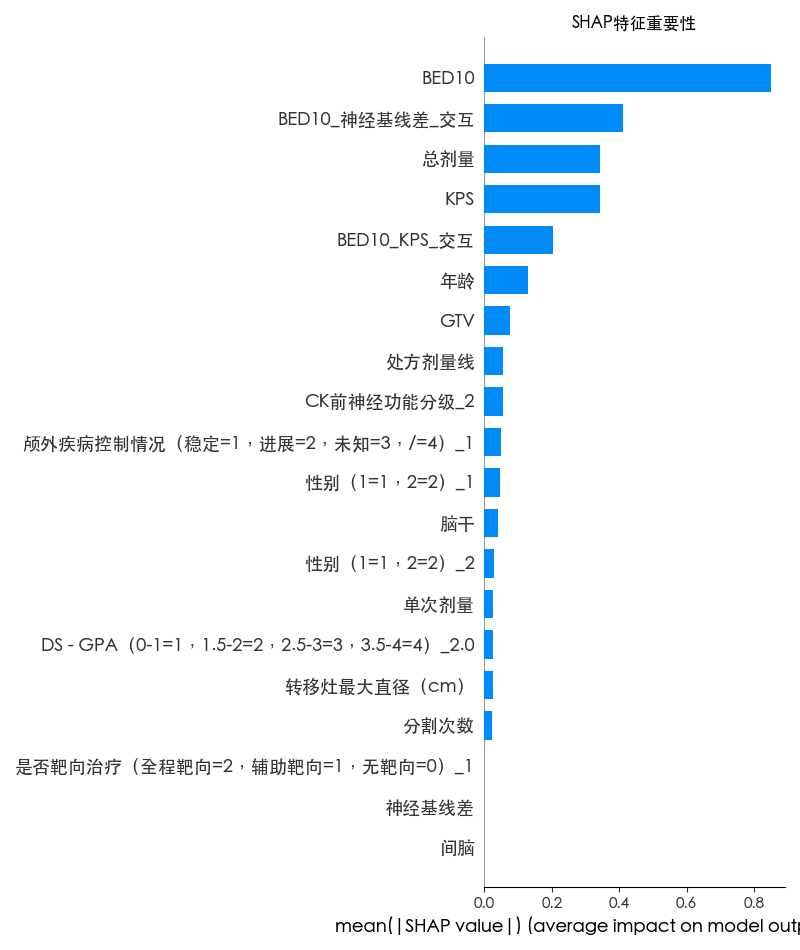 SHAP特征重要性
BED10
BED10_神经基线差_交互
总剂量
KPS
BED10_KPS_交互
年龄
GTV
处方剂量线
CK前神经功能分级_2
颅外疾病控制情况（稳定=1，进展=2，未知=3，/=4）_1
性别（1=1，2=2）_1
脑干
性别（1=1，2=2）_2
单次剂量
DS - GPA（0-1=1，1.5-2=2，2.5-3=3，3.5-4=4）_2.0
转移灶最大直径（cm）
分割次数
是否靶向治疗（全程靶向=2，辅助靶向=1，无靶向=0）_1
神经基线差
间脑
0.0 0.2 0.4 0.6 0.8
mean(|SHAP value|) (average impact on model outp